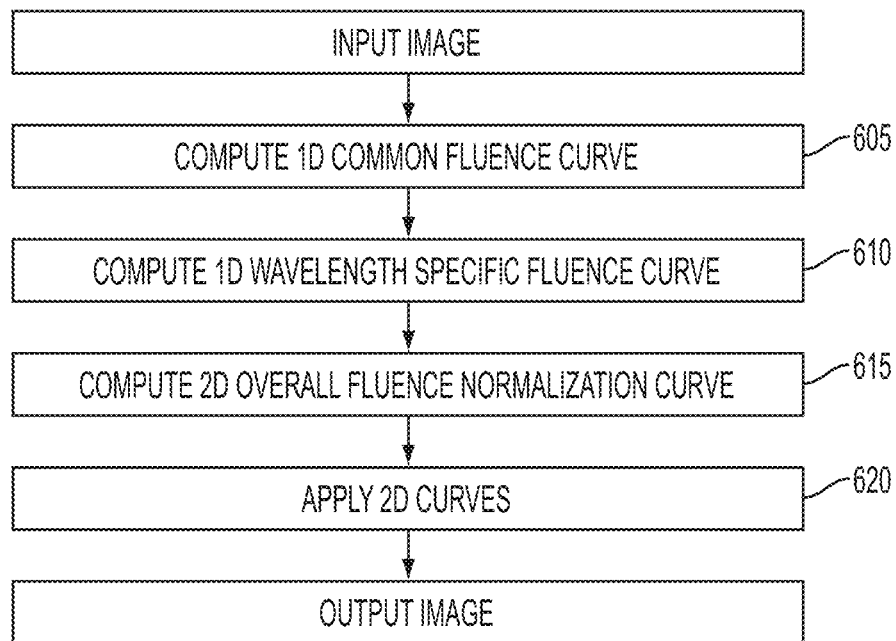 INPUT IMAGE
COMPUTE 1D COMMON FLUENCE CURVE
605
COMPUTE 1D WAVELENGTH SPECIFIC FLUENCE CURVE
610
COMPUTE 2D OVERALL FLUENCE NORMALIZATION CURVE
615
APPLY 2D CURVES
620
OUTPUT IMAGE